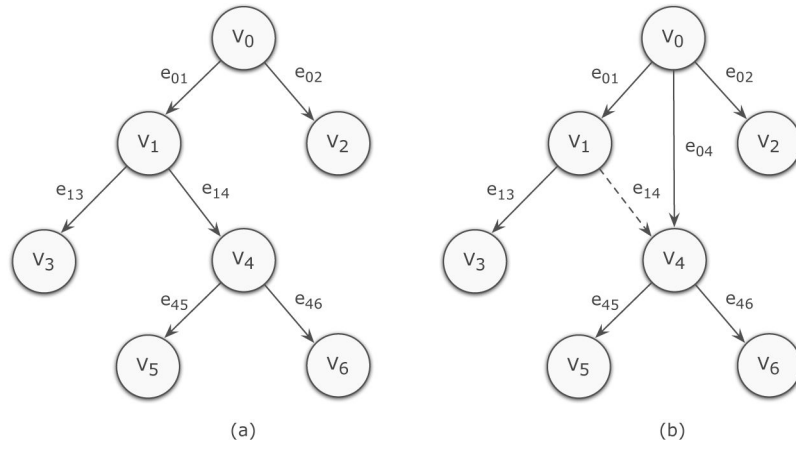 V0 V0
e01 e02 e01 e02
V1 V2 V1 e04 V2
e13 e14 e13 e14
V3 V4 V3 V4
e45 e46 e45 e46
V5 V6 V5 V6
(a) (b)